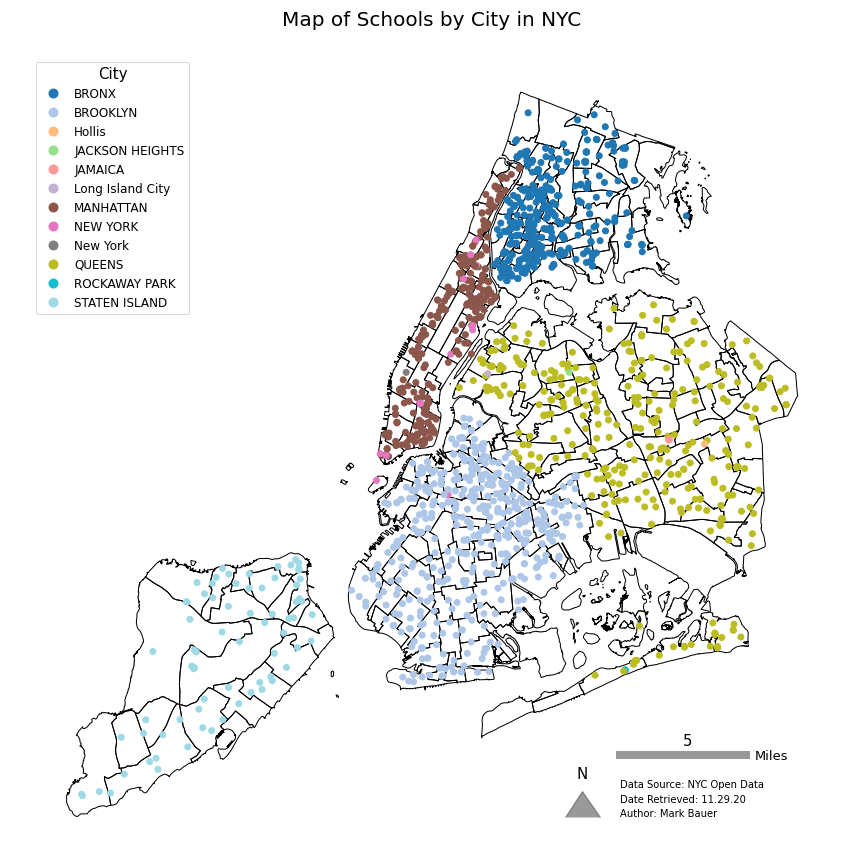 Map of Schools by City in NYC
City
BRONX
BROOKLYN
Hollis
JACKSON HEIGHTS
JAMAICA
Long Island City
MANHATTAN
NEW YORK
New York
QUEENS
ROCKAWAY PARK
STATEN ISLAND
5
Miles
N
Data Source: NYC Open Data
Date Retrieved: 11.29.20
Author: Mark Bauer